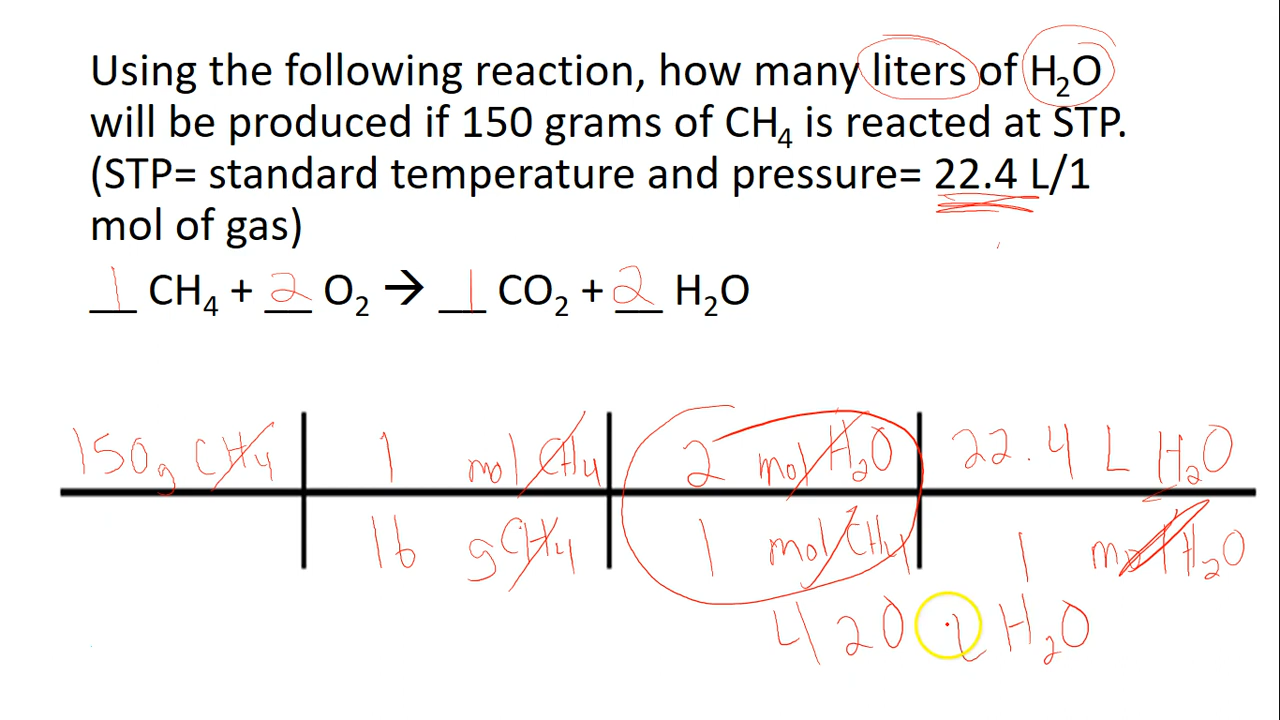 Using the following reaction, how many liters of H₂O
will be produced if 150 grams of CH₄ is reacted at STP.
(STP= standard temperature and pressure= 22.4 L/1
mol of gas)
1 CH₄ + 2 O₂ → 1 CO₂ + 2 H₂O
150g CH₄ 1 mol CH₄ 2 mol H₂O 22.4 L H₂O
16 g CH₄ 1 mol CH₄ 1 mol H₂O
420 L H₂O